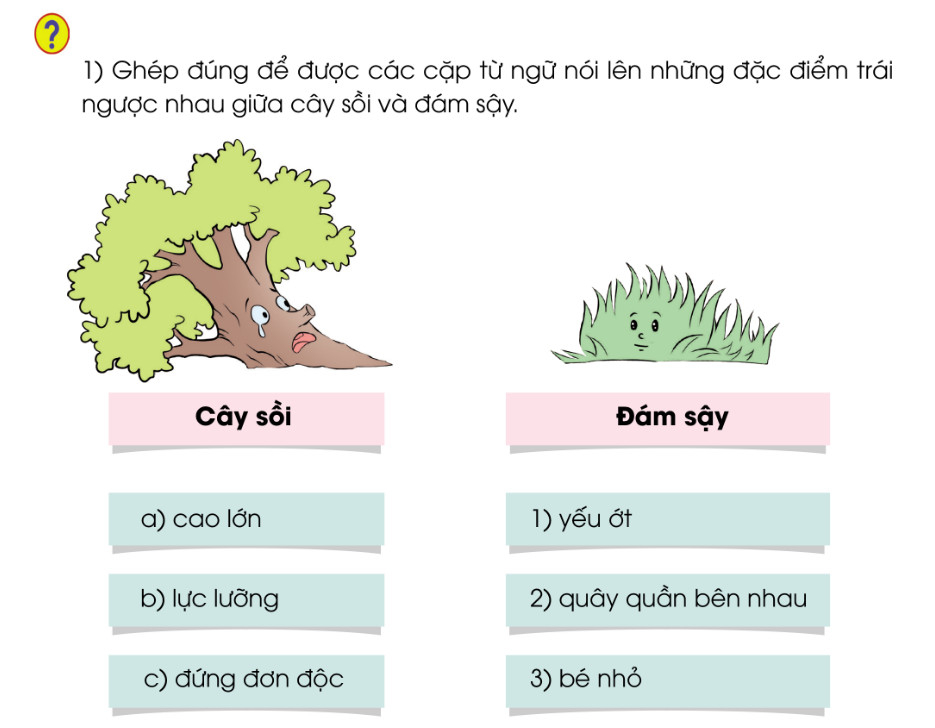 ?
1) Ghép đúng để được các cặp từ ngữ nói lên những đặc điểm trái
ngược nhau giữa cây sồi và đám sậy.
Cây sồi
Đám sậy
a) cao lớn
1) yếu ớt
b) lực lưỡng
2) quây quần bên nhau
c) đứng đơn độc
3) bé nhỏ